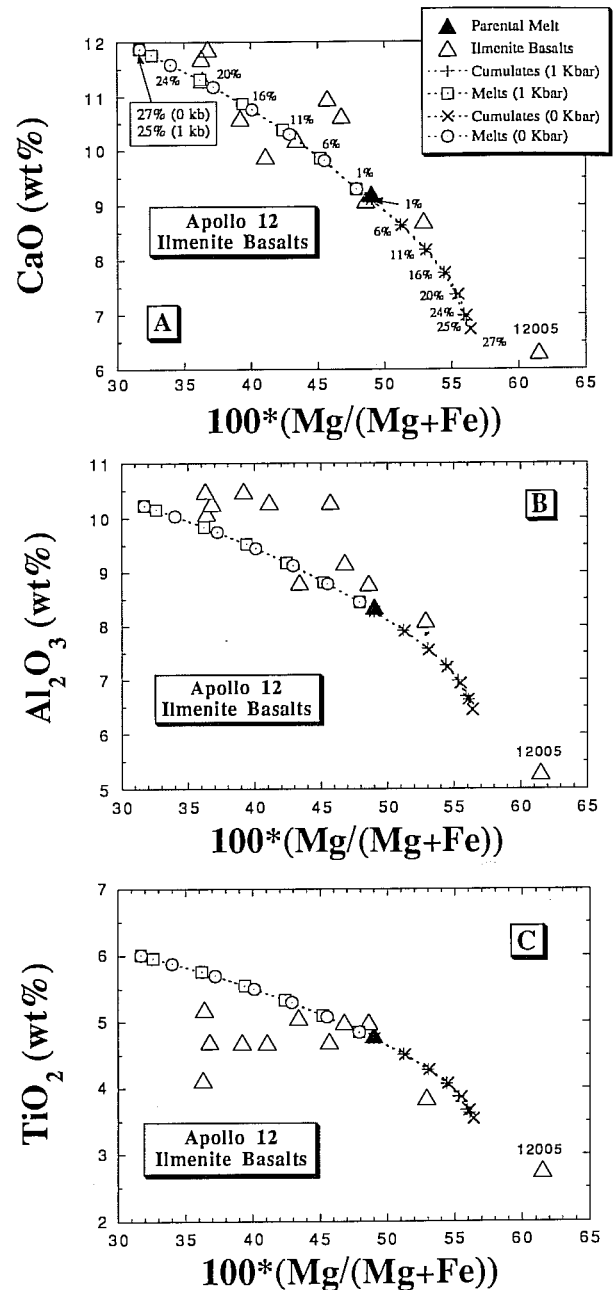 Parental Melt
Ilmenite Basalts
Cumulates (1 Kbar)
Melts (1 Kbar)
Cumulates (0 Kbar)
Melts (0 Kbar)
12
11
10
9
8
7
6
CaO (wt%)
24%
20%
16%
11%
6%
1%
27% (0 kb)
25% (1 kb)
1%
6%
11%
16%
20%
24%
25%
27%
12005
Apollo 12
Ilmenite Basalts
A
30 35 40 45 50 55 60 65
100*(Mg/(Mg+Fe))
11
10
9
8
7
6
5
Al2O3 (wt%)
B
Apollo 12
Ilmenite Basalts
12005
30 35 40 45 50 55 60 65
100*(Mg/(Mg+Fe))
7
6
5
4
3
2
TiO2 (wt%)
C
Apollo 12
Ilmenite Basalts
12005
30 35 40 45 50 55 60 65
100*(Mg/(Mg+Fe))